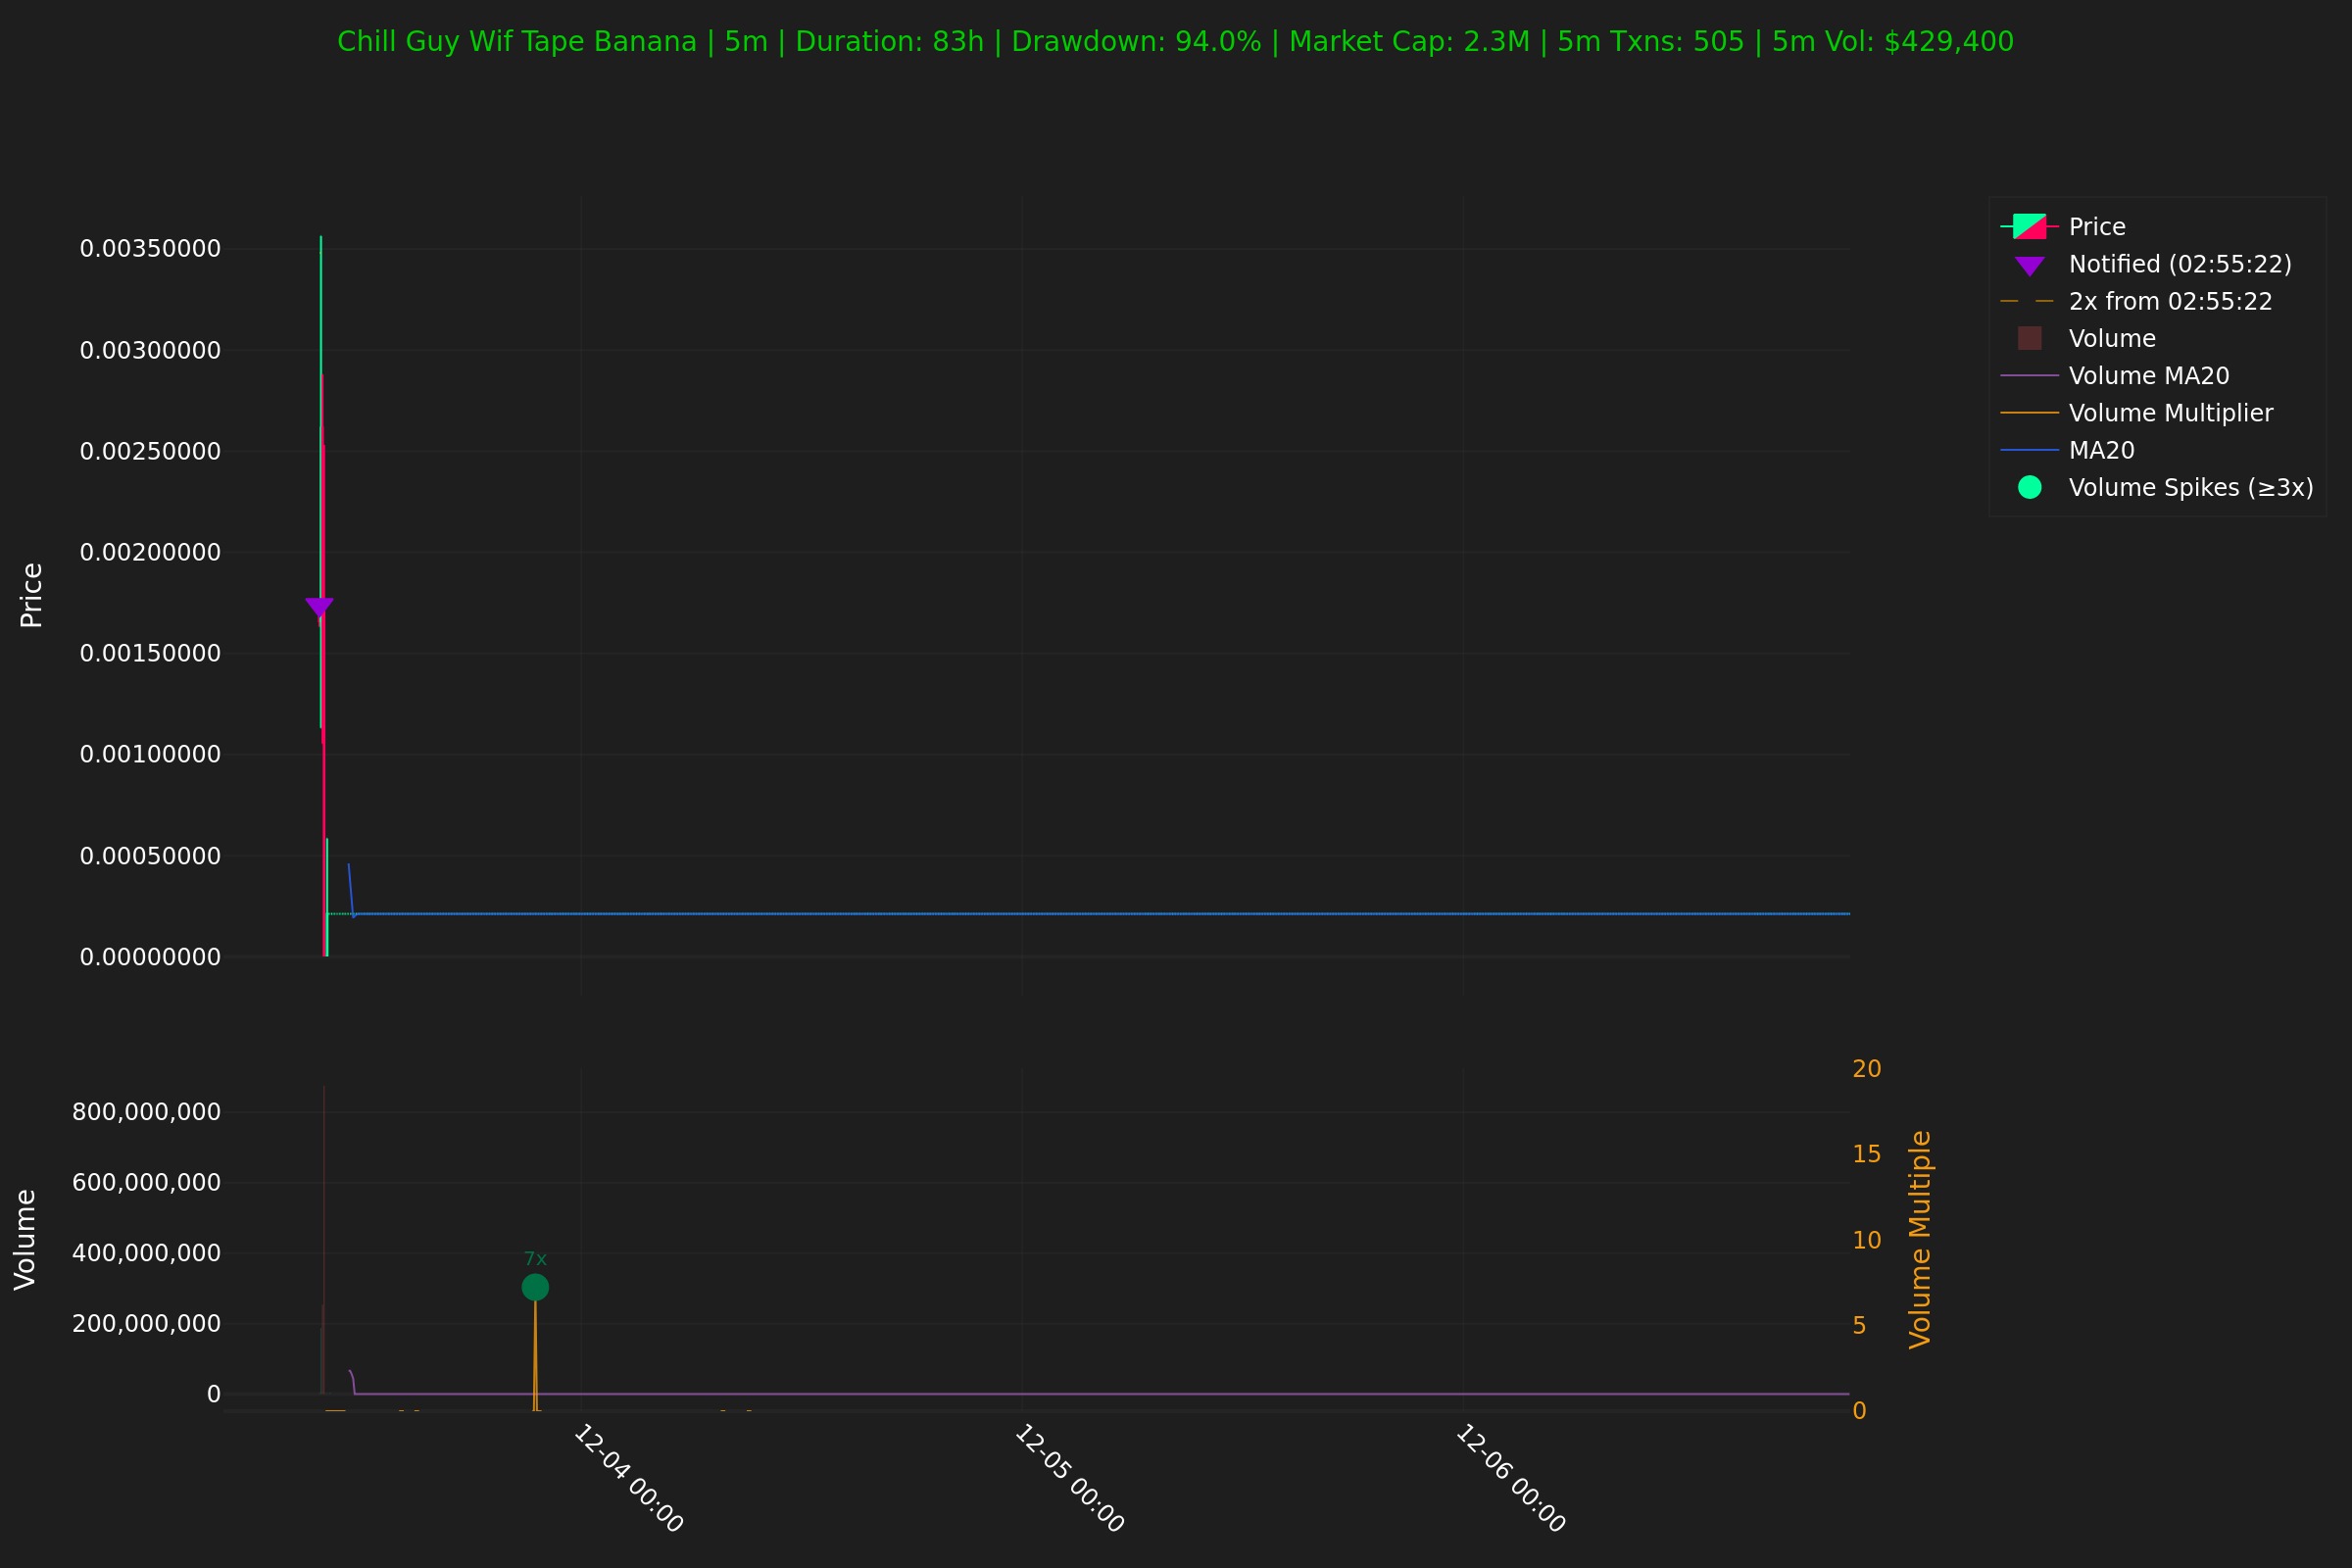 Chill Guy Wif Tape Banana | 5m | Duration: 83h | Drawdown: 94.0% | Market Cap: 2.3M | 5m Txns: 505 | 5m Vol: $429,400
Price
0.00350000
0.00300000
0.00250000
0.00200000
0.00150000
0.00100000
0.00050000
0.00000000
Price
Notified (02:55:22)
2x from 02:55:22
Volume
Volume MA20
Volume Multiplier
MA20
Volume Spikes (≥3x)
Volume
800,000,000
600,000,000
400,000,000
200,000,000
0
7x
20
15
10
5
0
Volume Multiple
12-04 00:00
12-05 00:00
12-06 00:00